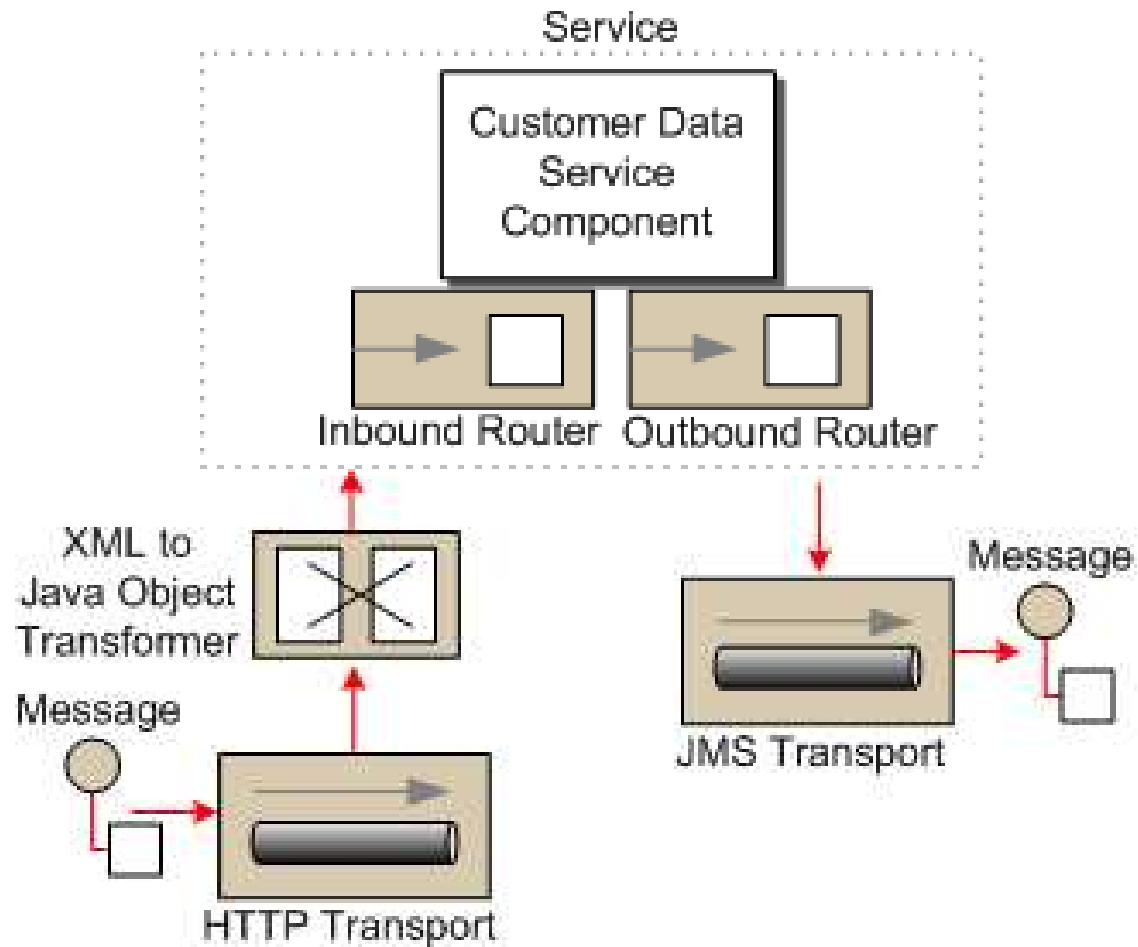 Service
Customer Data
Service
Component
Inbound Router
Outbound Router
XML to
Java Object
Transformer
Message
HTTP Transport
JMS Transport
Message